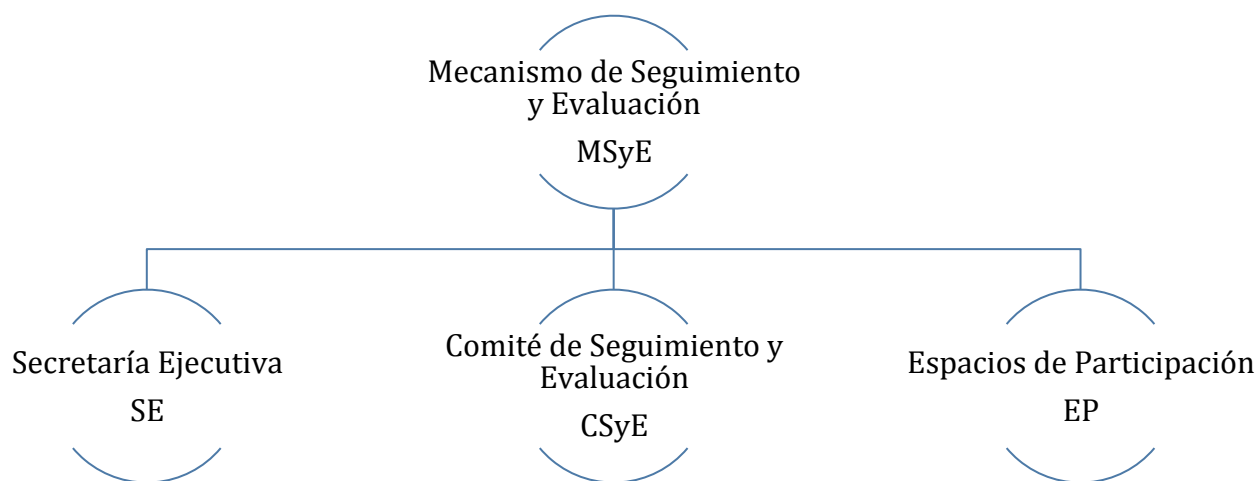 Mecanismo de Seguimiento
y Evaluación
MSyE
Secretaría Ejecutiva
SE
Comité de Seguimiento y
Evaluación
CSyE
Espacios de Participación
EP